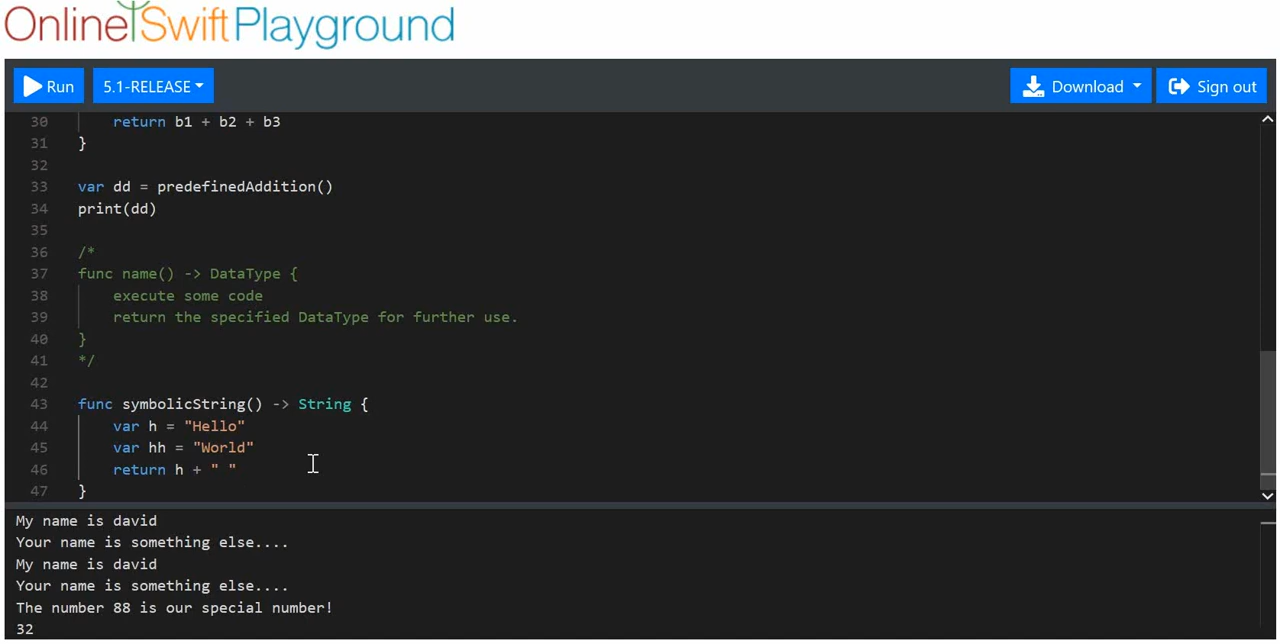 OnlineSwiftPlayground
Run 5.1-RELEASE Download Sign out
30 return b1 + b2 + b3
31 }
32
33 var dd = predefinedAddition()
34 print(dd)
35
36 /*
37 func name() -> DataType {
38 execute some code
39 return the specified DataType for further use.
40 }
41 */
42
43 func symbolicString() -> String {
44 var h = "Hello"
45 var hh = "World"
46 return h + " "
47 }
My name is david
Your name is something else....
My name is david
Your name is something else....
The number 88 is our special number!
32